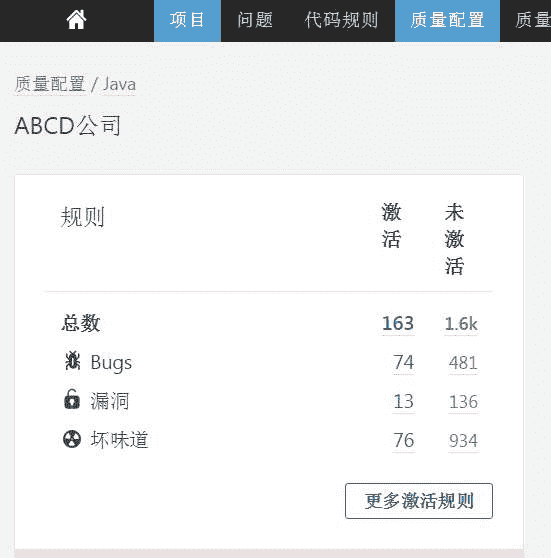 项目 问题 代码规则 质量配置 质量
质量配置 / Java
ABCD公司
规则 激活 未激活
总数 163 1.6k
Bugs 74 481
漏洞 13 136
坏味道 76 934
更多激活规则